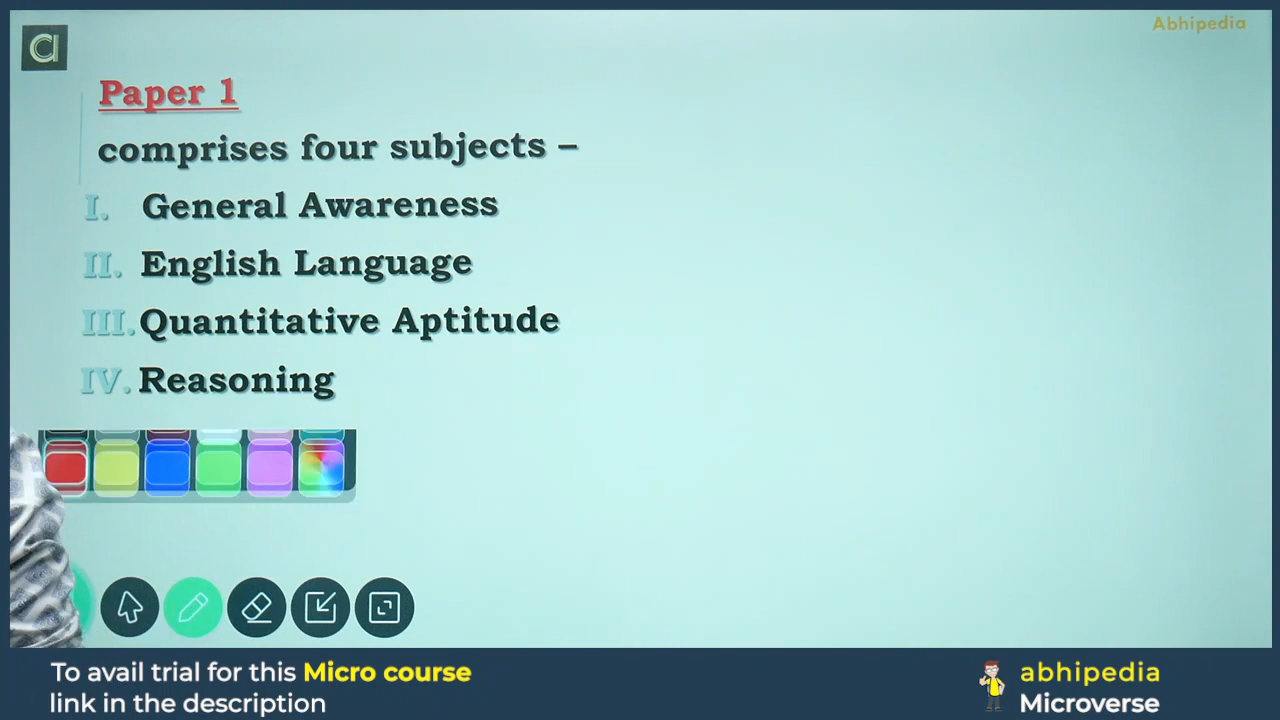 Abhipedia
a
Paper 1
comprises four subjects –
I. General Awareness
II. English Language
III. Quantitative Aptitude
IV. Reasoning
To avail trial for this Micro course
link in the description
abhipedia
Microverse